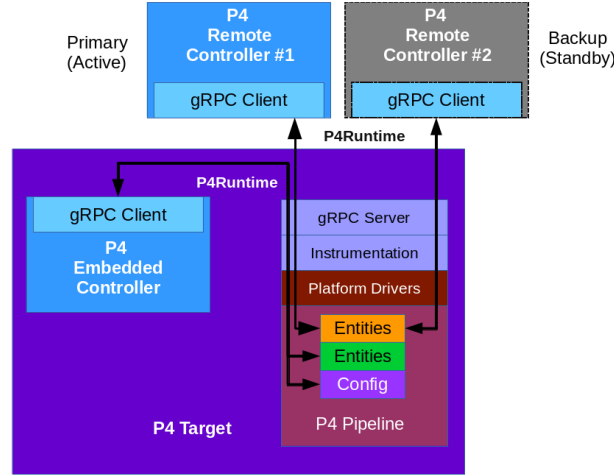 Primary
(Active)
P4
Remote
Controller #1
gRPC Client
P4
Remote
Controller #2
gRPC Client
Backup
(Standby)
P4Runtime
P4Runtime
gRPC Client
P4
Embedded
Controller
gRPC Server
Instrumentation
Platform Drivers
Entities
Entities
Config
P4 Pipeline
P4 Target